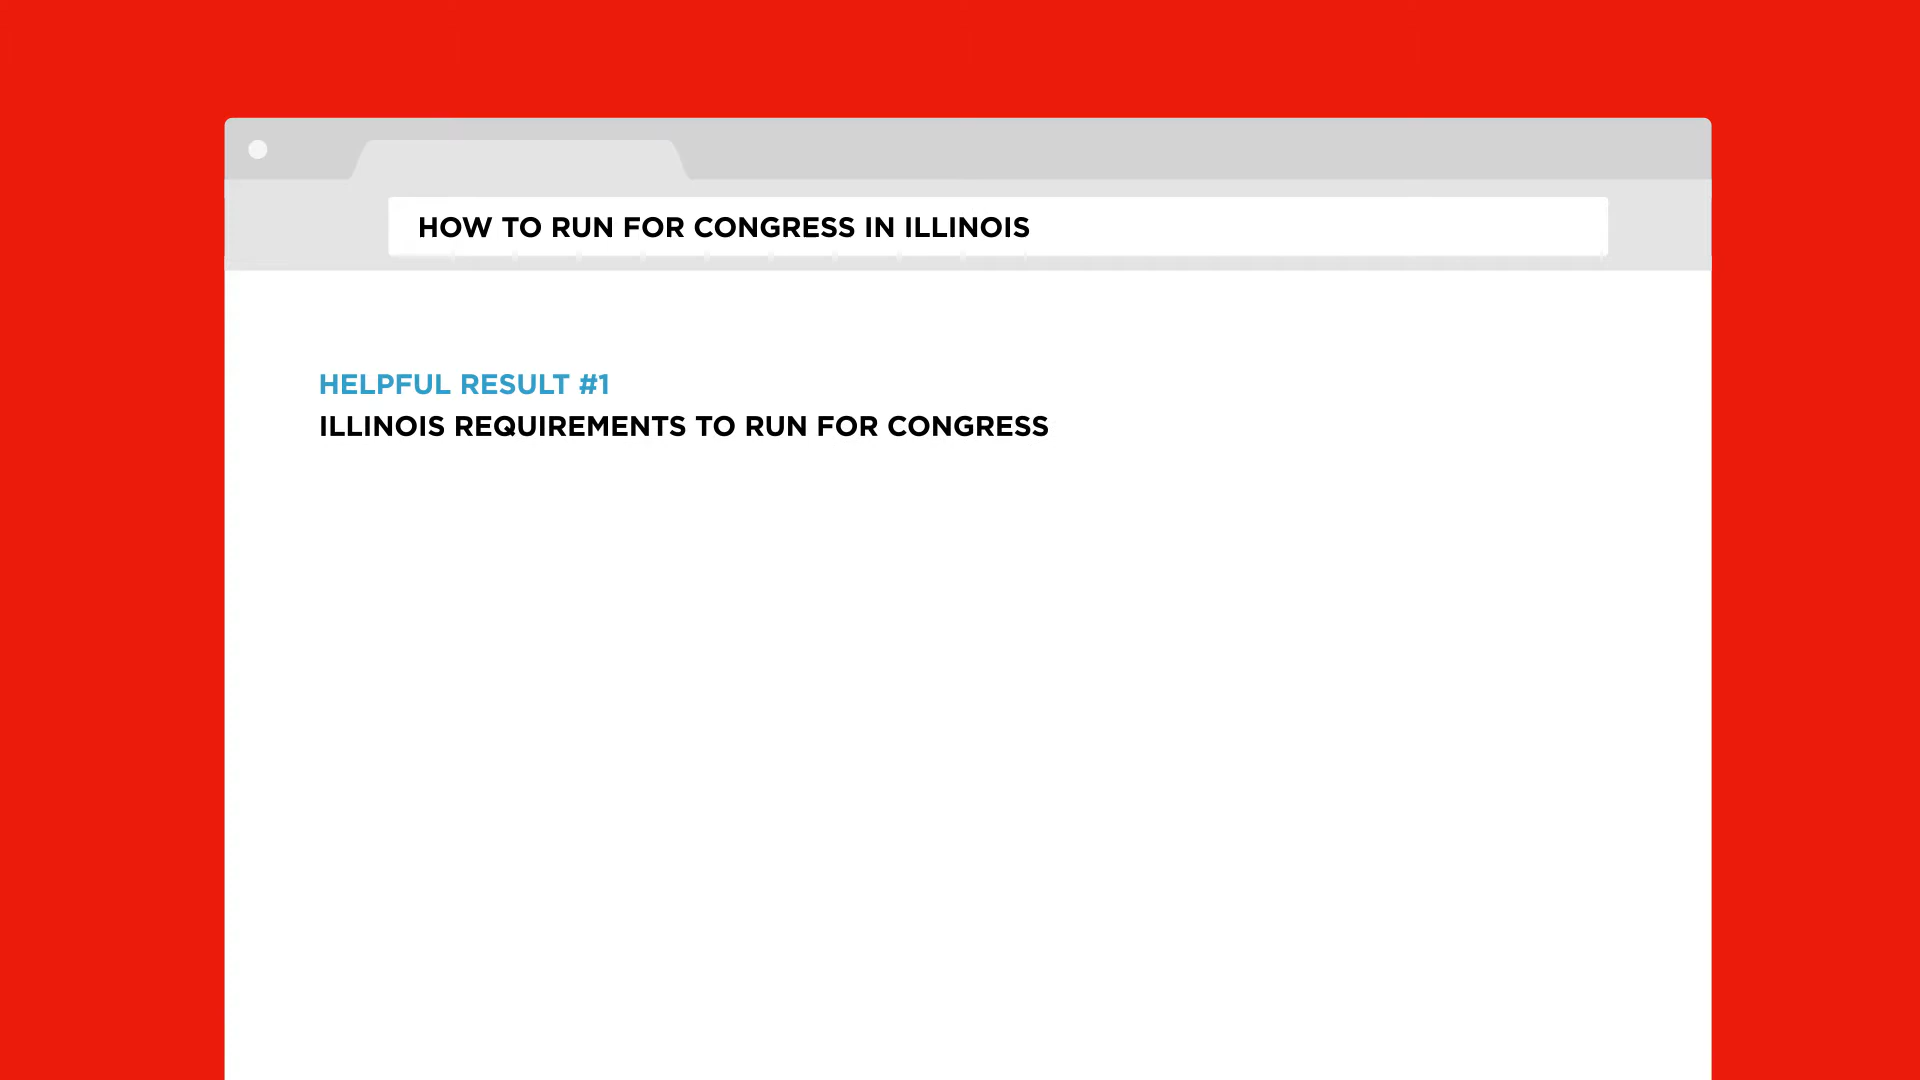 HOW TO RUN FOR CONGRESS IN ILLINOIS
HELPFUL RESULT #1
ILLINOIS REQUIREMENTS TO RUN FOR CONGRESS